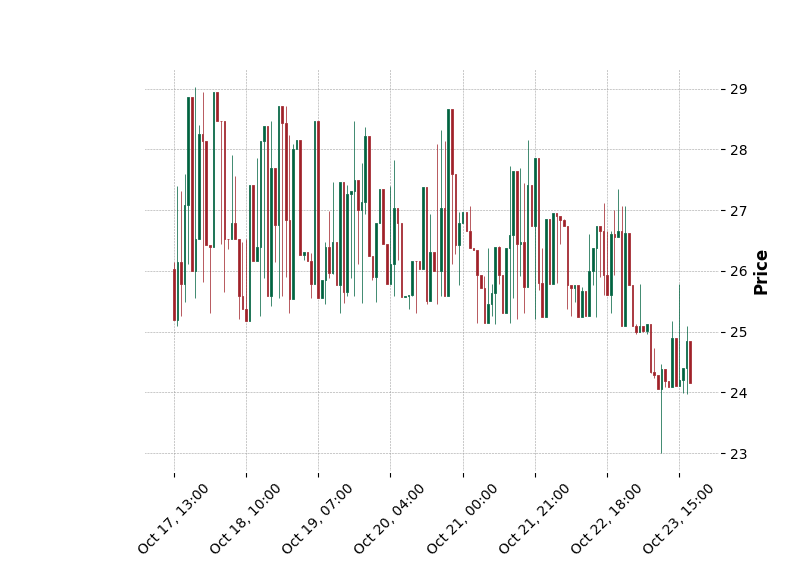 29
28
27
26
25
24
23
Price
Oct 17, 13:00
Oct 18, 10:00
Oct 19, 07:00
Oct 20, 04:00
Oct 21, 00:00
Oct 21, 21:00
Oct 22, 18:00
Oct 23, 15:00